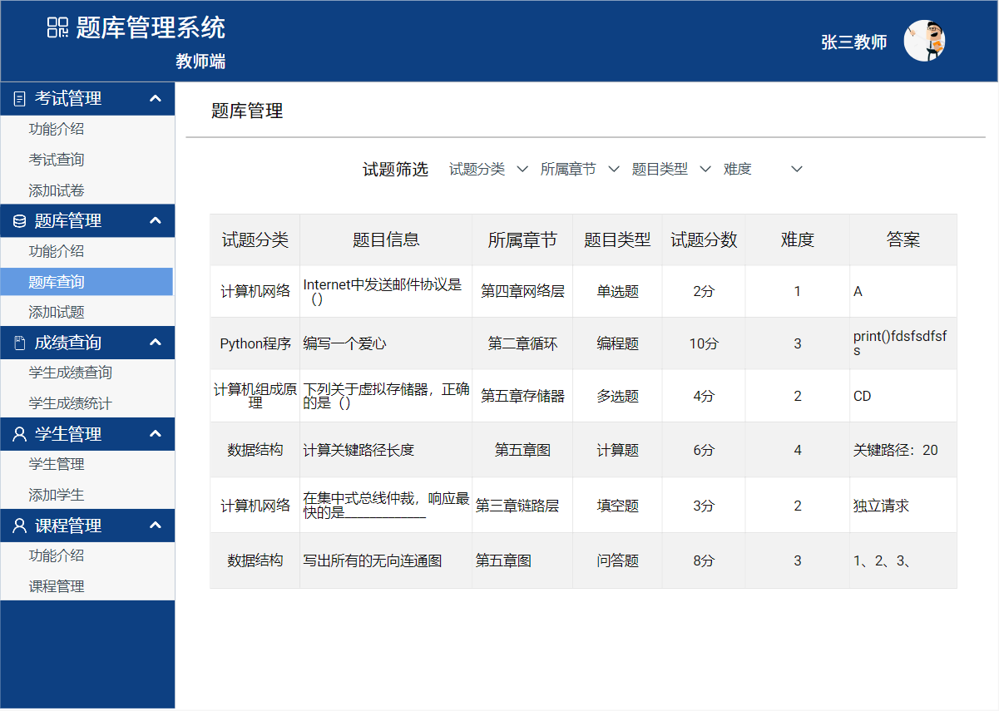 题库管理系统
教师端
张三教师
考试管理
功能介绍
考试查询
添加试卷
题库管理
功能介绍
题库查询
添加试题
成绩查询
学生成绩查询
学生成绩统计
学生管理
学生管理
添加学生
课程管理
功能介绍
课程管理
题库管理
试题筛选 试题分类 所属章节 题目类型 难度
试题分类 题目信息 所属章节 题目类型 试题分数 难度 答案
计算机网络 Internet中发送邮件协议是
（） 第四章网络层 单选题 2分 1 A
Python程序 编写一个爱心 第二章循环 编程题 10分 3 print()fdsfsdfsf
s
计算机组成原
理 下列关于虚拟存储器，正确
的是（） 第五章存储器 多选题 4分 2 CD
数据结构 计算关键路径长度 第五章图 计算题 6分 4 关键路径：20
计算机网络 在集中式总线仲裁，响应最
快的是____________ 第三章链路层 填空题 3分 2 独立请求
数据结构 写出所有的无向连通图 第五章图 问答题 8分 3 1、2、3、